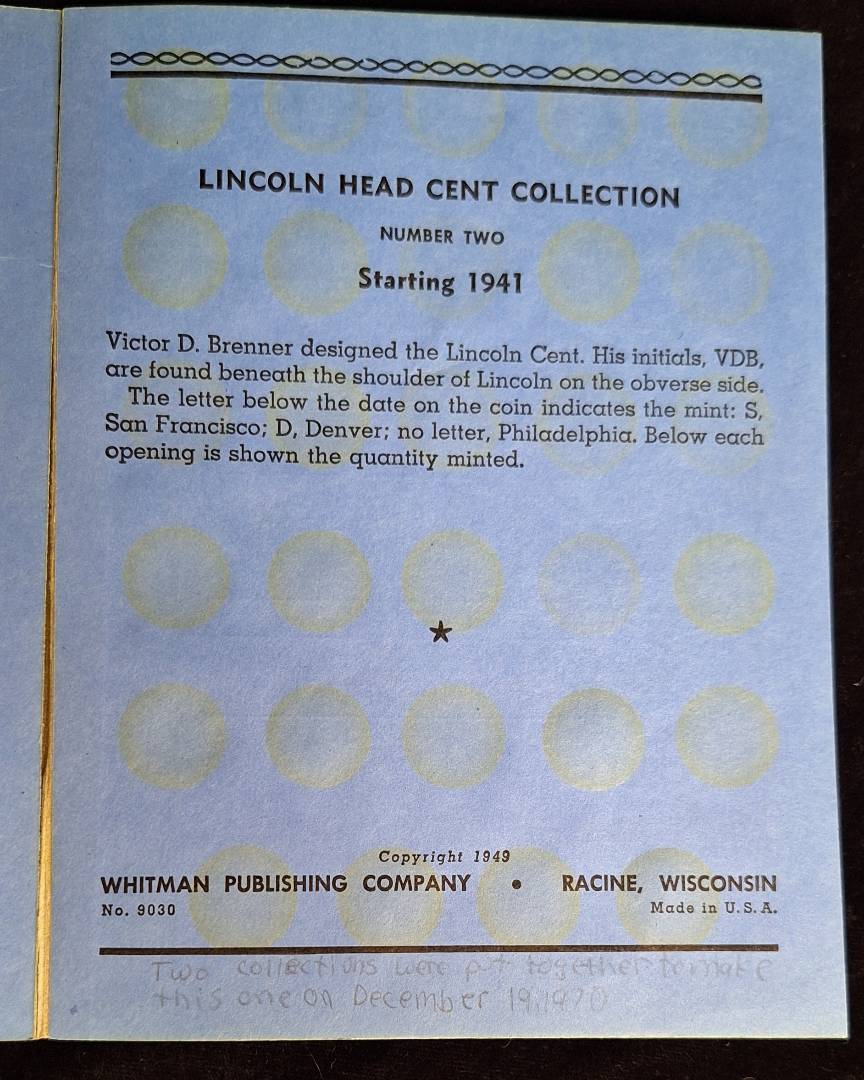 LINCOLN HEAD CENT COLLECTION
NUMBER TWO
Starting 1941
Victor D. Brenner designed the Lincoln Cent. His initials, VDB,
are found beneath the shoulder of Lincoln on the obverse side.
The letter below the date on the coin indicates the mint: S,
San Francisco; D, Denver; no letter, Philadelphia. Below each
opening is shown the quantity minted.
Copyright 1949
WHITMAN PUBLISHING COMPANY • RACINE, WISCONSIN
No. 9030 Made in U.S.A.
Two collections were put together to make
this one on December 19, 1970